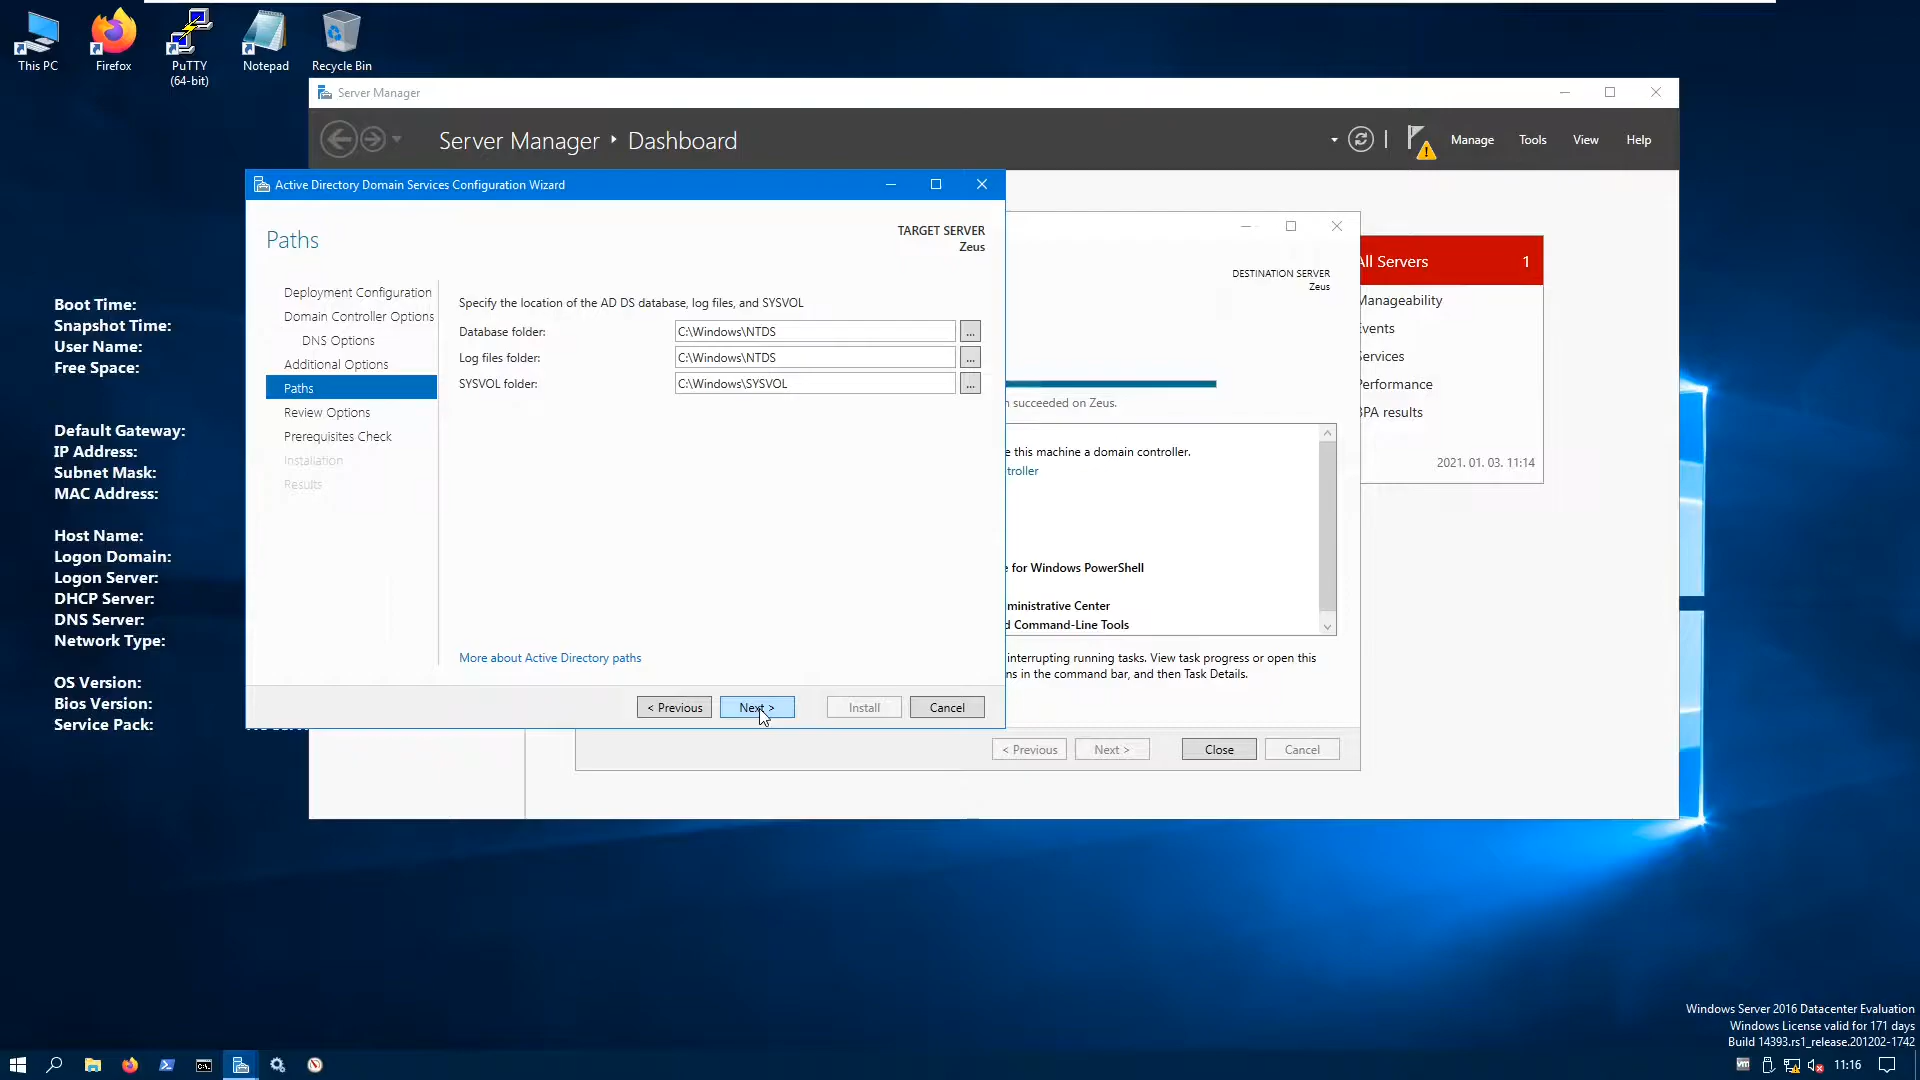 This PC
Firefox
PuTTY
(64-bit)
Notepad
Recycle Bin
Server Manager
Server Manager ‣ Dashboard
Manage
Tools
View
Help
Active Directory Domain Services Configuration Wizard
Paths
TARGET SERVER
Zeus
Deployment Configuration
Domain Controller Options
DNS Options
Additional Options
Paths
Review Options
Prerequisites Check
Installation
Results
Specify the location of the AD DS database, log files, and SYSVOL
Database folder:
C:\Windows\NTDS
...
Log files folder:
C:\Windows\NTDS
...
SYSVOL folder:
C:\Windows\SYSVOL
...
More about Active Directory paths
< Previous
Next >
Install
Cancel
DESTINATION SERVER
Zeus
succeeded on Zeus.
this machine a domain controller.
troller
for Windows PowerShell
ministrative Center
d Command-Line Tools
interrupting running tasks. View task progress or open this
ns in the command bar, and then Task Details.
< Previous
Next >
Close
Cancel
All Servers
1
Manageability
Events
Services
Performance
BPA results
2021. 01. 03. 11:14
Boot Time:
Snapshot Time:
User Name:
Free Space:
Default Gateway:
IP Address:
Subnet Mask:
MAC Address:
Host Name:
Logon Domain:
Logon Server:
DHCP Server:
DNS Server:
Network Type:
OS Version:
Bios Version:
Service Pack:
Windows Server 2016 Datacenter Evaluation
Windows License valid for 171 days
Build 14393.rs1_release.201202-1742
11:16